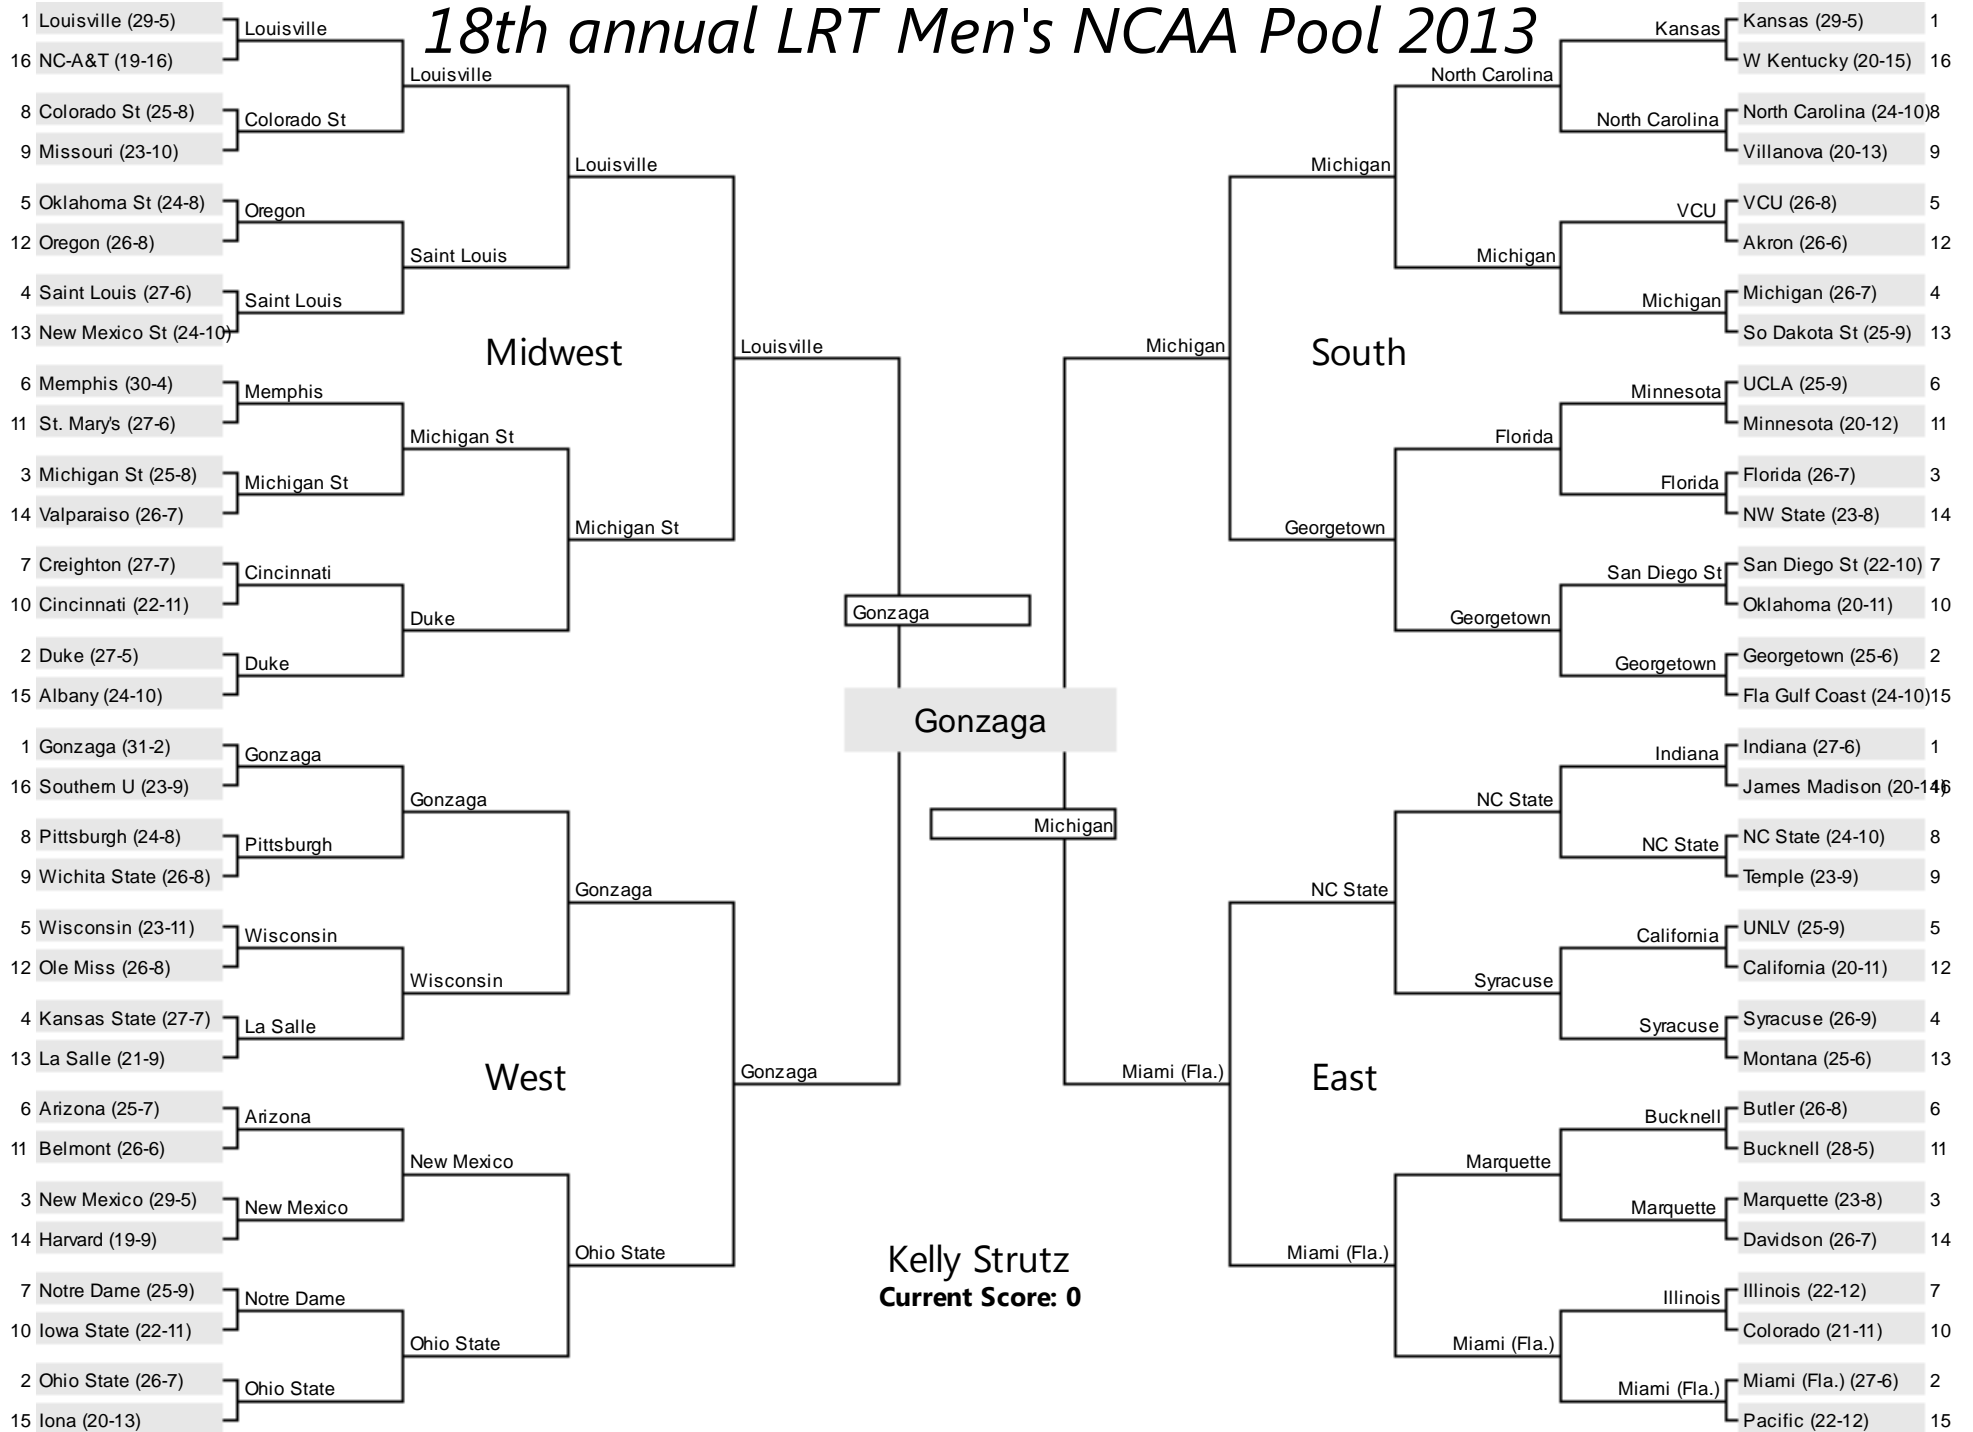 18th annual LRT Men's NCAA Pool 2013
1 Louisville (29-5)
Louisville
16 NC-A&T (19-16)
Louisville
8 Colorado St (25-8)
Colorado St
9 Missouri (23-10)
Louisville
5 Oklahoma St (24-8)
Oregon
12 Oregon (26-8)
Saint Louis
4 Saint Louis (27-6)
Saint Louis
13 New Mexico St (24-10)
Midwest
Louisville
6 Memphis (30-4)
Memphis
11 St. Mary's (27-6)
Michigan St
3 Michigan St (25-8)
Michigan St
14 Valparaiso (26-7)
Michigan St
7 Creighton (27-7)
Cincinnati
10 Cincinnati (22-11)
Duke
2 Duke (27-5)
Duke
15 Albany (24-10)
1 Gonzaga (31-2)
Gonzaga
16 Southern U (23-9)
Gonzaga
8 Pittsburgh (24-8)
Pittsburgh
9 Wichita State (26-8)
Gonzaga
5 Wisconsin (23-11)
Wisconsin
12 Ole Miss (26-8)
Wisconsin
4 Kansas State (27-7)
La Salle
13 La Salle (21-9)
West
Gonzaga
6 Arizona (25-7)
Arizona
11 Belmont (26-6)
New Mexico
3 New Mexico (29-5)
New Mexico
14 Harvard (19-9)
Ohio State
7 Notre Dame (25-9)
Notre Dame
10 Iowa State (22-11)
Ohio State
2 Ohio State (26-7)
Ohio State
15 Iona (20-13)
Gonzaga
Gonzaga
Michigan
Kelly Strutz
Current Score: 0
Kansas (29-5) 1
Kansas
W Kentucky (20-15) 16
North Carolina
North Carolina (24-10) 8
North Carolina
Villanova (20-13) 9
Michigan
VCU (26-8) 5
VCU
Akron (26-6) 12
Michigan
Michigan (26-7) 4
Michigan
So Dakota St (25-9) 13
Michigan
South
UCLA (25-9) 6
Minnesota
Minnesota (20-12) 11
Florida
Florida (26-7) 3
Florida
NW State (23-8) 14
Georgetown
San Diego St (22-10) 7
San Diego St
Oklahoma (20-11) 10
Georgetown
Georgetown (25-6) 2
Georgetown
Fla Gulf Coast (24-10) 15
Indiana (27-6) 1
Indiana
James Madison (20-14) 16
NC State
NC State (24-10) 8
NC State
Temple (23-9) 9
NC State
UNLV (25-9) 5
California
California (20-11) 12
Syracuse
Syracuse (26-9) 4
Syracuse
Montana (25-6) 13
Miami (Fla.)
East
Butler (26-8) 6
Bucknell
Bucknell (28-5) 11
Marquette
Marquette (23-8) 3
Marquette
Davidson (26-7) 14
Miami (Fla.)
Illinois (22-12) 7
Illinois
Colorado (21-11) 10
Miami (Fla.)
Miami (Fla.) (27-6) 2
Miami (Fla.)
Pacific (22-12) 15